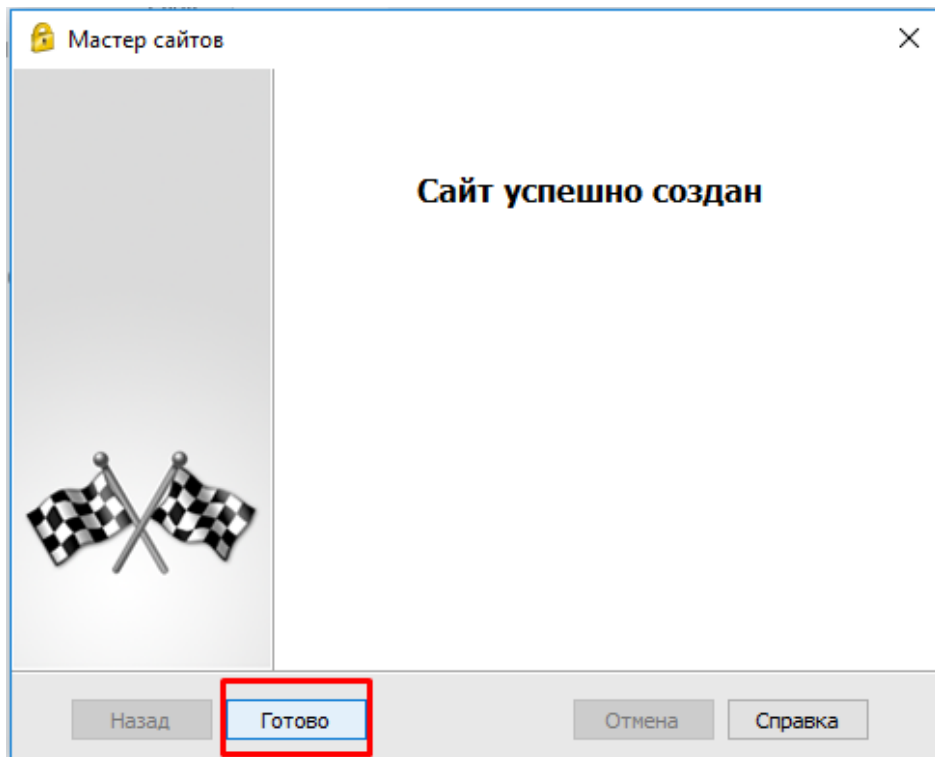 Мастер сайтов
Сайт успешно создан
Назад
Готово
Отмена
Справка